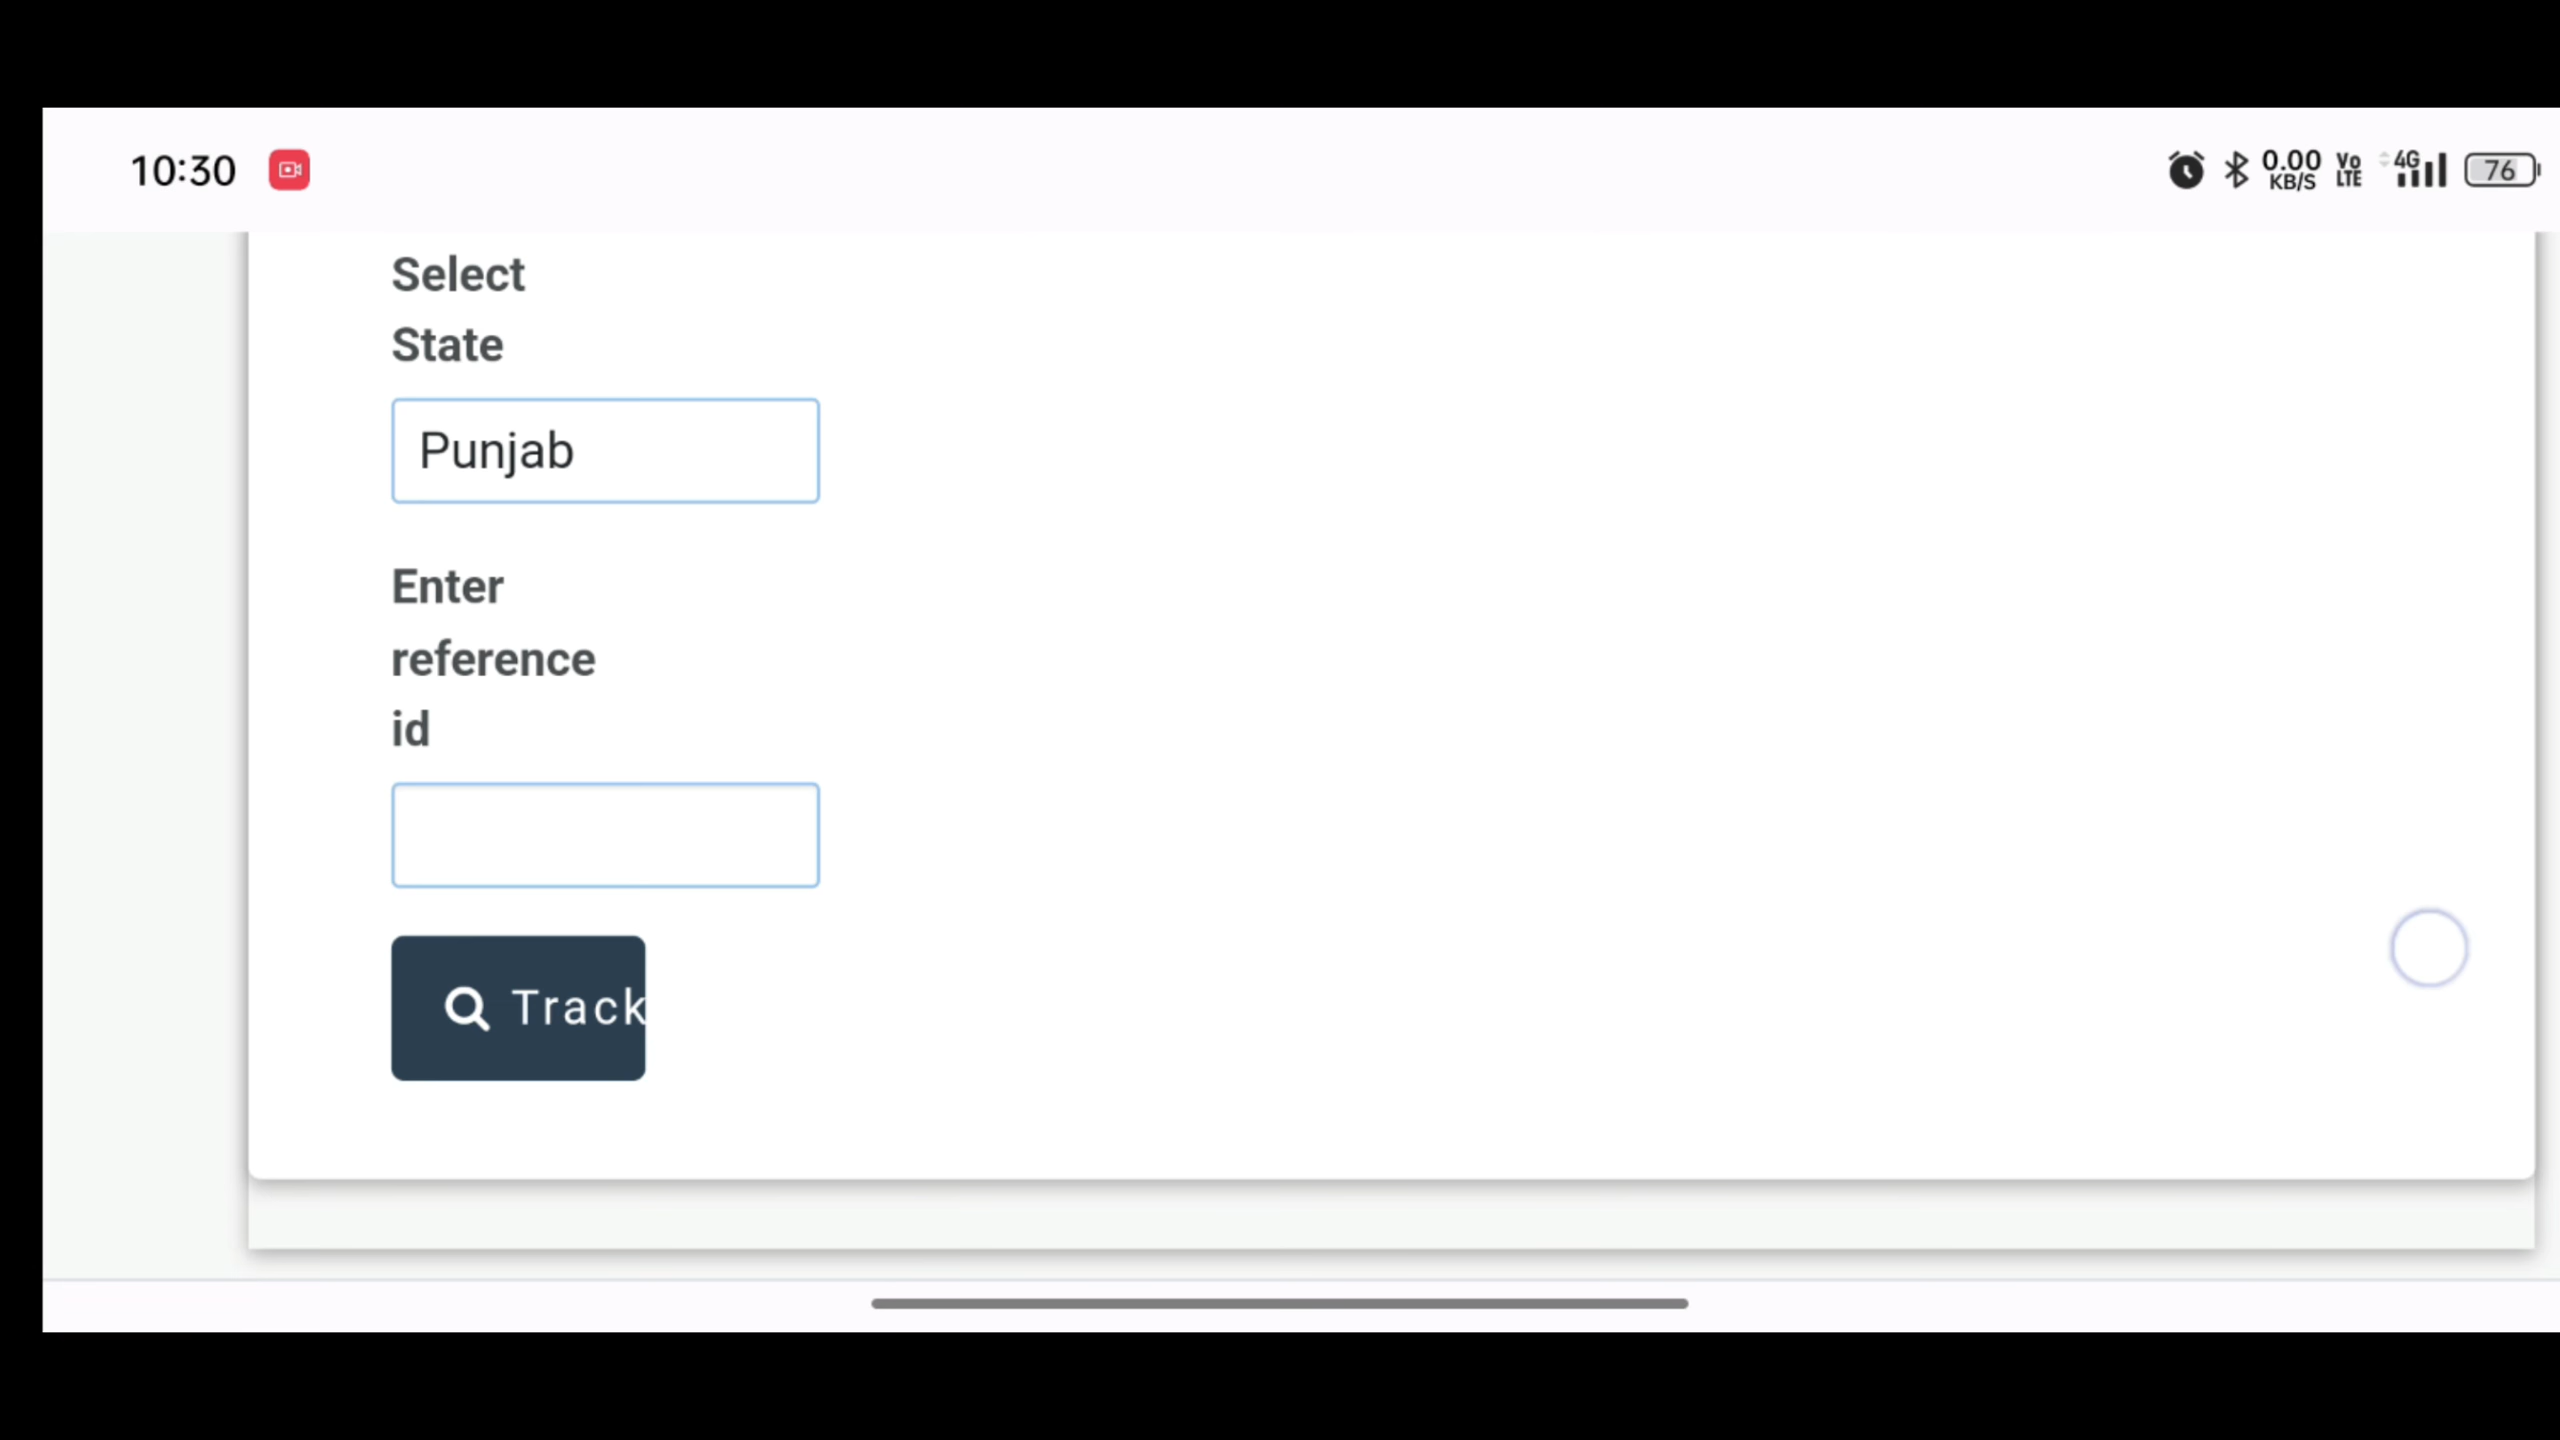 10:30 0.00 KB/S Vo LTE 4G 76
Select
State
Punjab
Enter
reference
id
Track